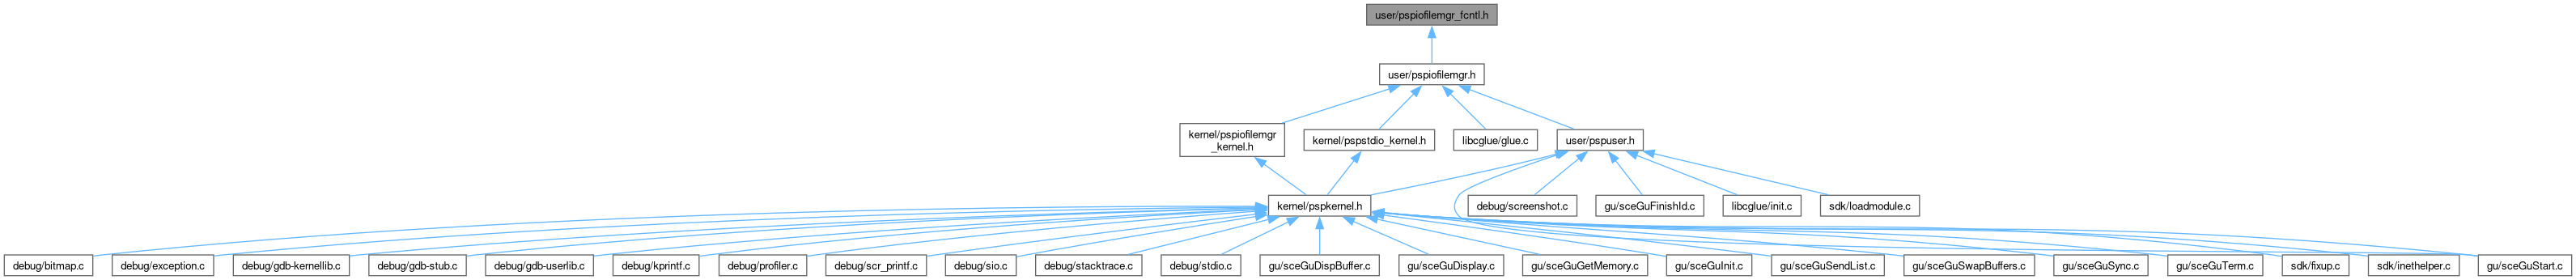 user/pspiofilemgr_fcntl.h
user/pspiofilemgr.h
kernel/pspiofilemgr
_kernel.h
kernel/pspstdio_kernel.h
libcglue/glue.c
user/pspuser.h
kernel/pspkernel.h
debug/screenshot.c
gu/sceGuFinishId.c
libcglue/init.c
sdk/loadmodule.c
debug/bitmap.c
debug/exception.c
debug/gdb-kernellib.c
debug/gdb-stub.c
debug/gdb-userlib.c
debug/kprintf.c
debug/profiler.c
debug/scr_printf.c
debug/sio.c
debug/stacktrace.c
debug/stdio.c
gu/sceGuDispBuffer.c
gu/sceGuDisplay.c
gu/sceGuGetMemory.c
gu/sceGuInit.c
gu/sceGuSendList.c
gu/sceGuSwapBuffers.c
gu/sceGuSync.c
gu/sceGuTerm.c
sdk/fixup.c
sdk/inethelper.c
gu/sceGuStart.c